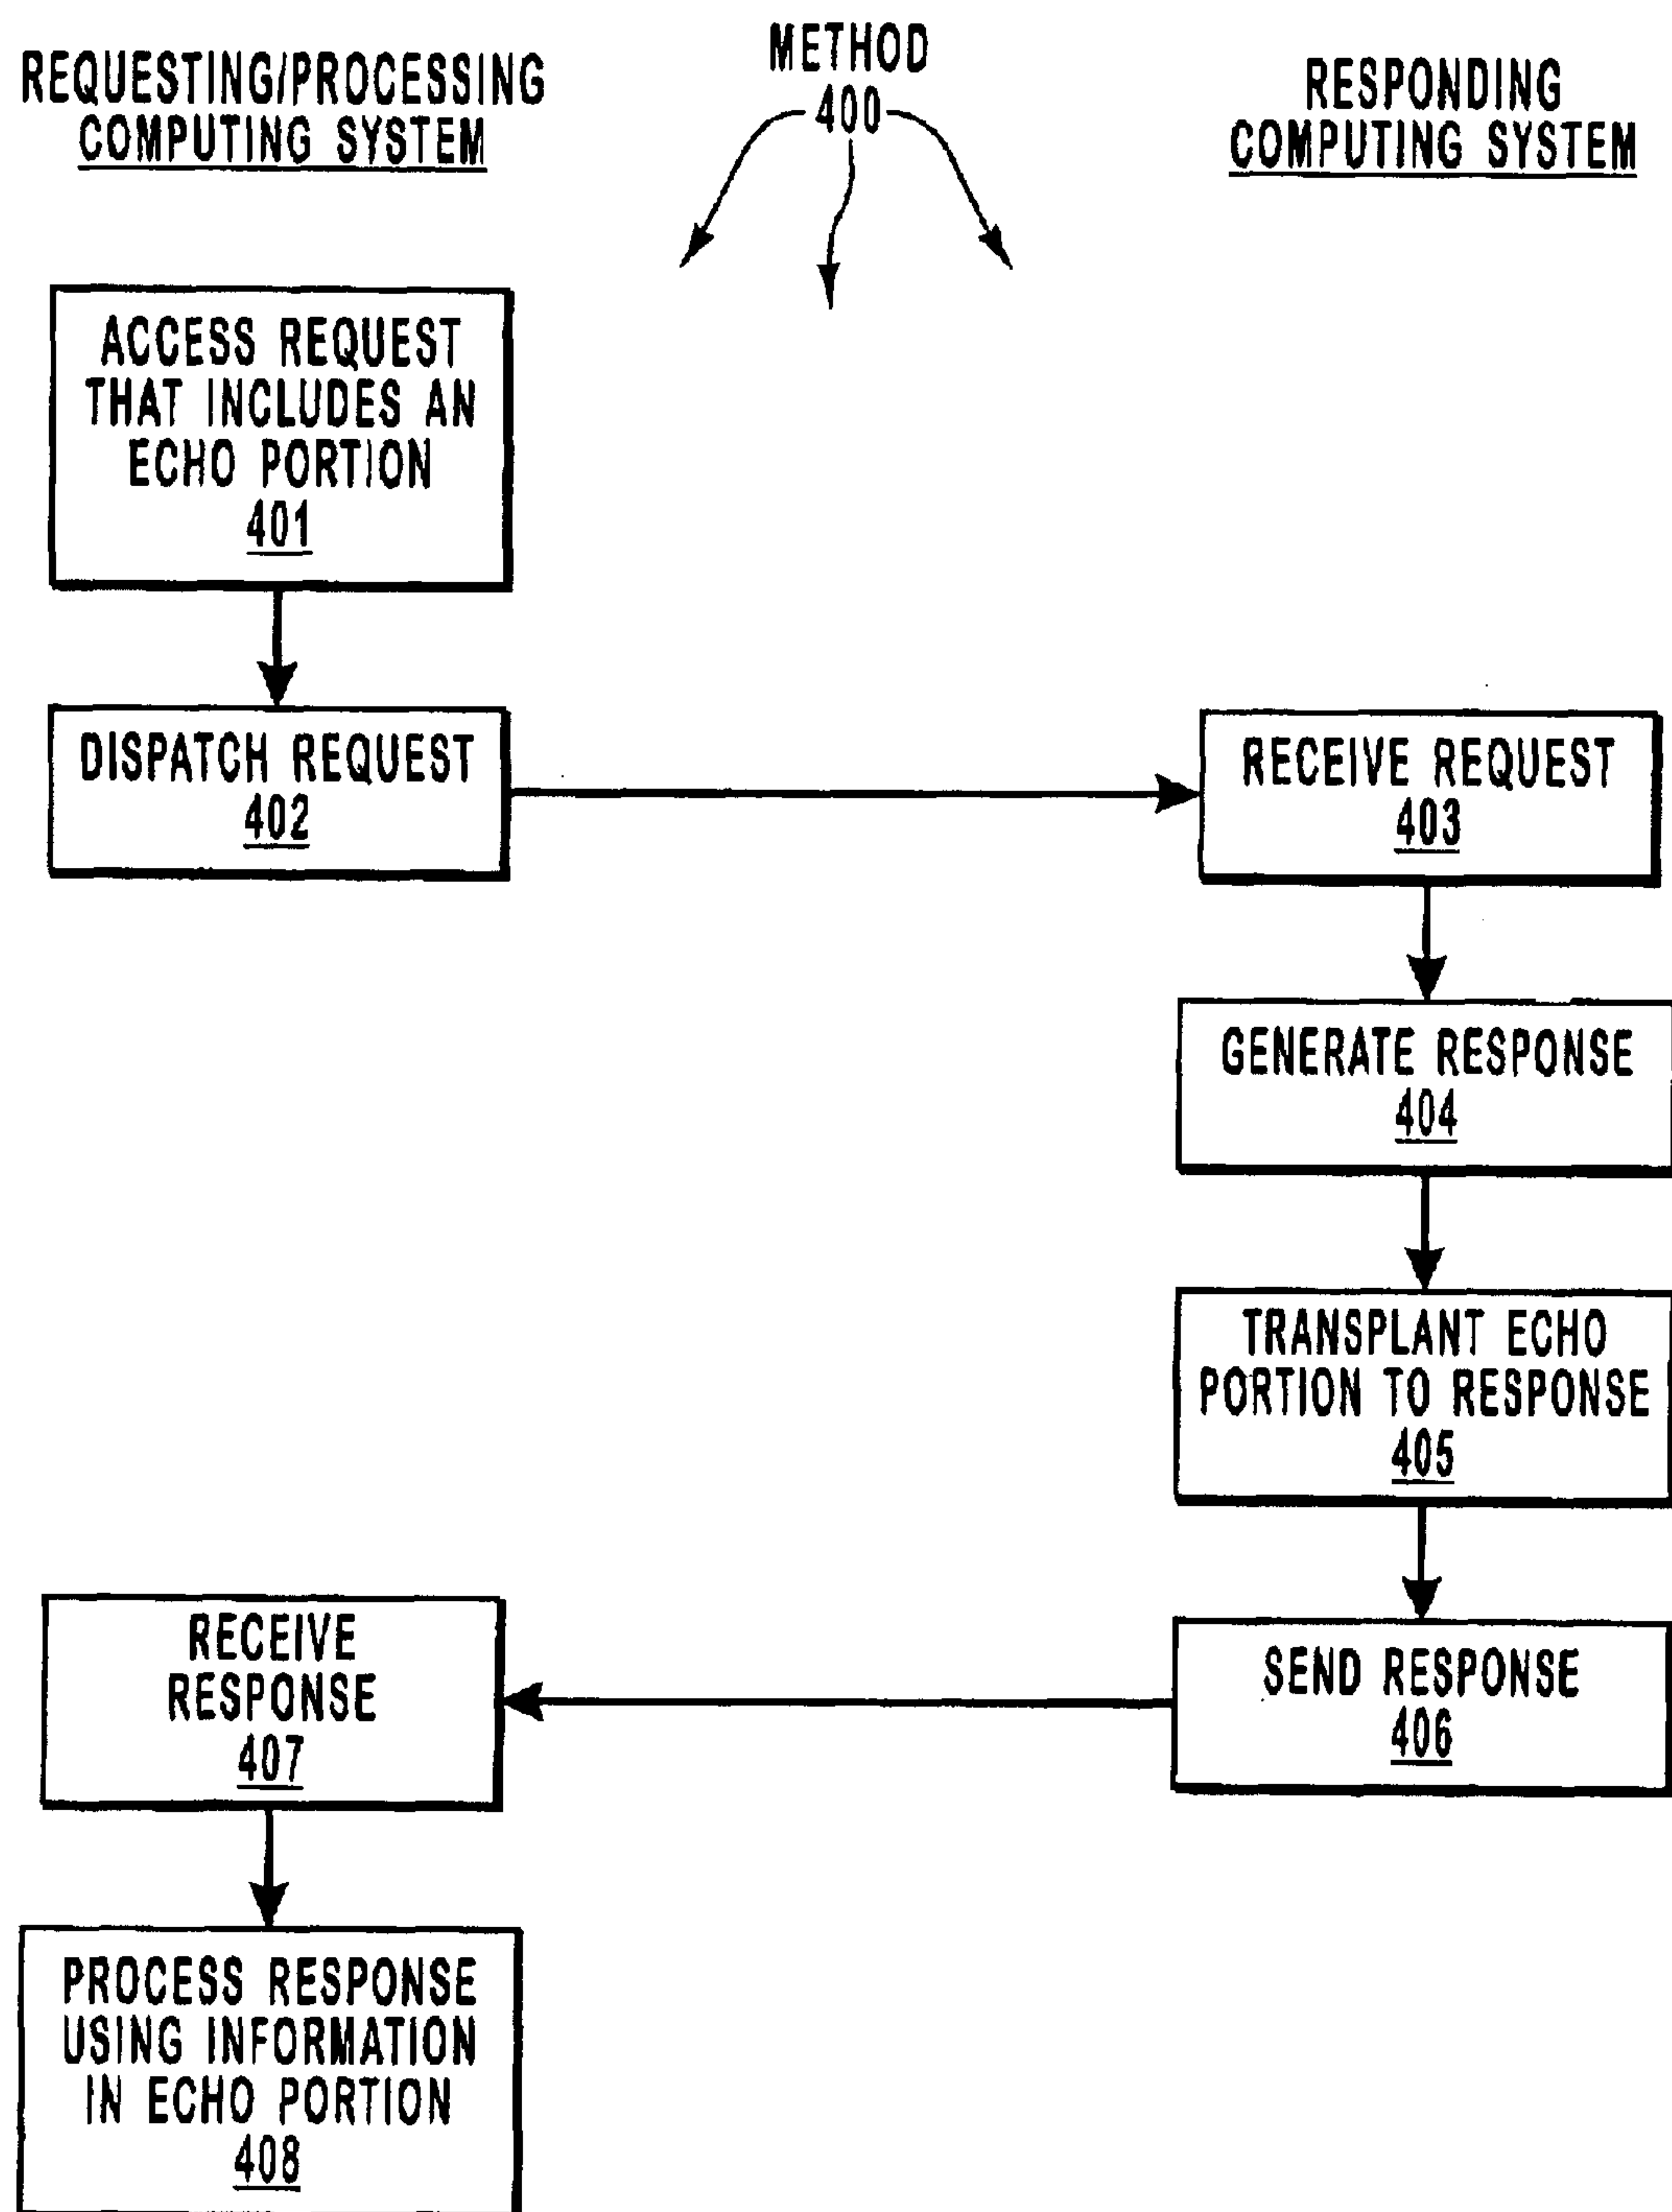 REQUESTING/PROCESSING
COMPUTING SYSTEM
METHOD
400
RESPONDING
COMPUTING SYSTEM
ACCESS REQUEST
THAT INCLUDES AN
ECHO PORTION
401
DISPATCH REQUEST
402
RECEIVE REQUEST
403
GENERATE RESPONSE
404
TRANSPLANT ECHO
PORTION TO RESPONSE
405
SEND RESPONSE
406
RECEIVE
RESPONSE
407
PROCESS RESPONSE
USING INFORMATION
IN ECHO PORTION
408